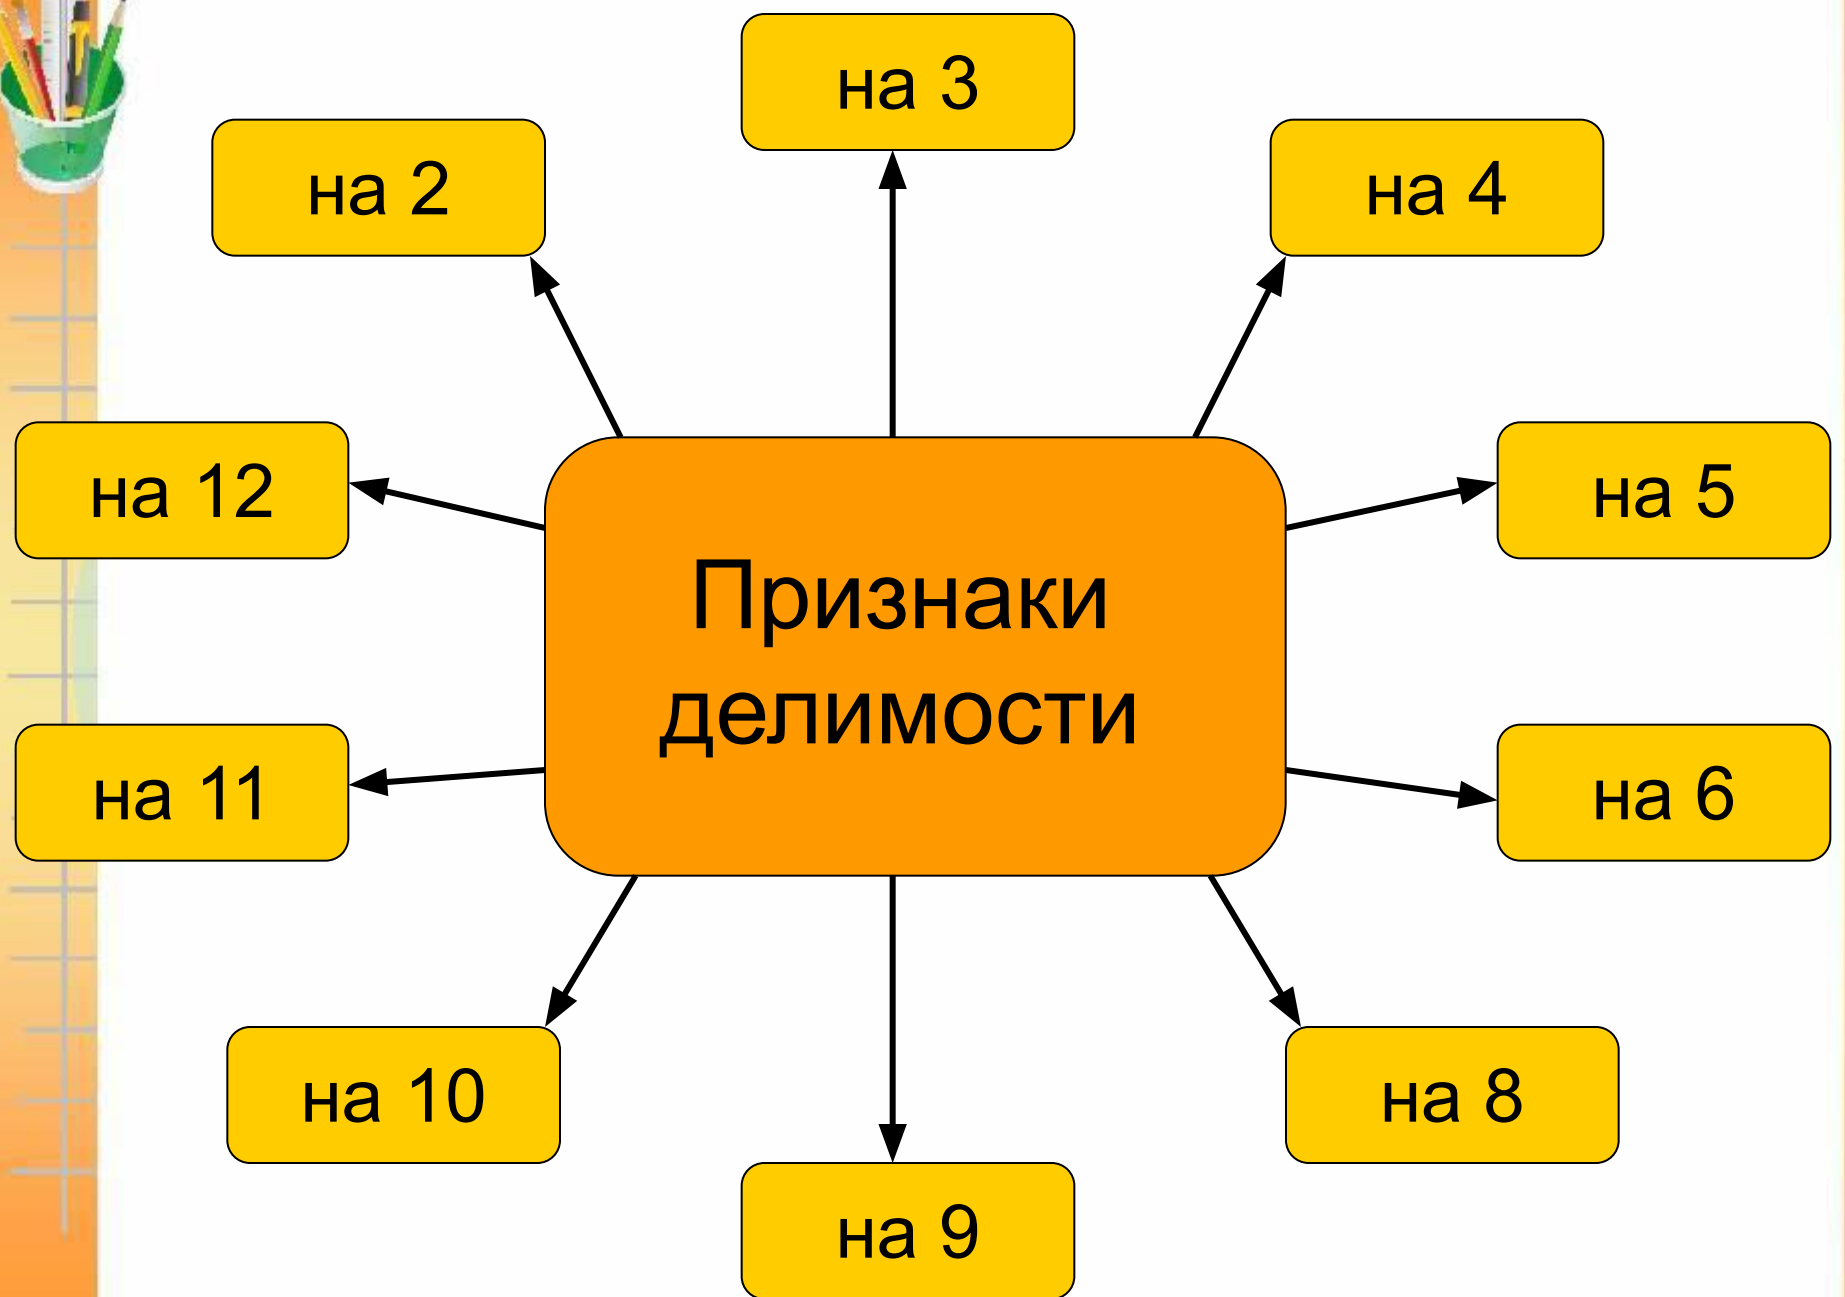 на 3
на 2
на 4
на 12
на 5
Признаки
делимости
на 11
на 6
на 10
на 8
на 9